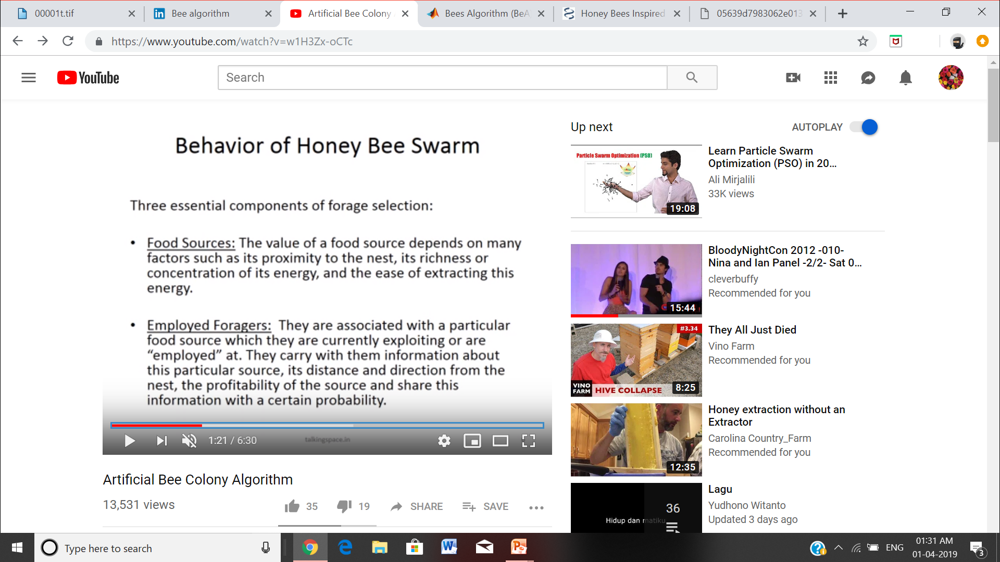 00001t.tif
Bee algorithm
Artificial Bee Colony
Bees Algorithm (BeA
Honey Bees Inspired
05639d7983062e013
https://www.youtube.com/watch?v=w1H3Zx-oCTc
YouTube
Search
Behavior of Honey Bee Swarm
Three essential components of forage selection:
• Food Sources: The value of a food source depends on many
factors such as its proximity to the nest, its richness or
concentration of its energy, and the ease of extracting this
energy.
• Employed Foragers: They are associated with a particular
food source which they are currently exploiting or are
“employed” at. They carry with them information about
this particular source, its distance and direction from the
nest, the profitability of the source and share this
information with a certain probability.
1:21 / 6:30
talkingspace.in
Artificial Bee Colony Algorithm
13,531 views
35
19
SHARE
SAVE
Up next
AUTOPLAY
Particle Swarm Optimization (PSO)
19:08
Learn Particle Swarm
Optimization (PSO) in 20...
Ali Mirjalili
33K views
15:44
BloodyNightCon 2012 -010-
Nina and Ian Panel -2/2- Sat 0...
cleverbuffy
Recommended for you
#3.34
VINO
FARM
HIVE COLLAPSE
8:25
They All Just Died
Vino Farm
Recommended for you
12:35
Honey extraction without an
Extractor
Carolina Country_Farm
Recommended for you
Hidup dan matiku
36
Lagu
Yudhono Witanto
Updated 3 days ago
Type here to search
ENG
01:31 AM
01-04-2019
3